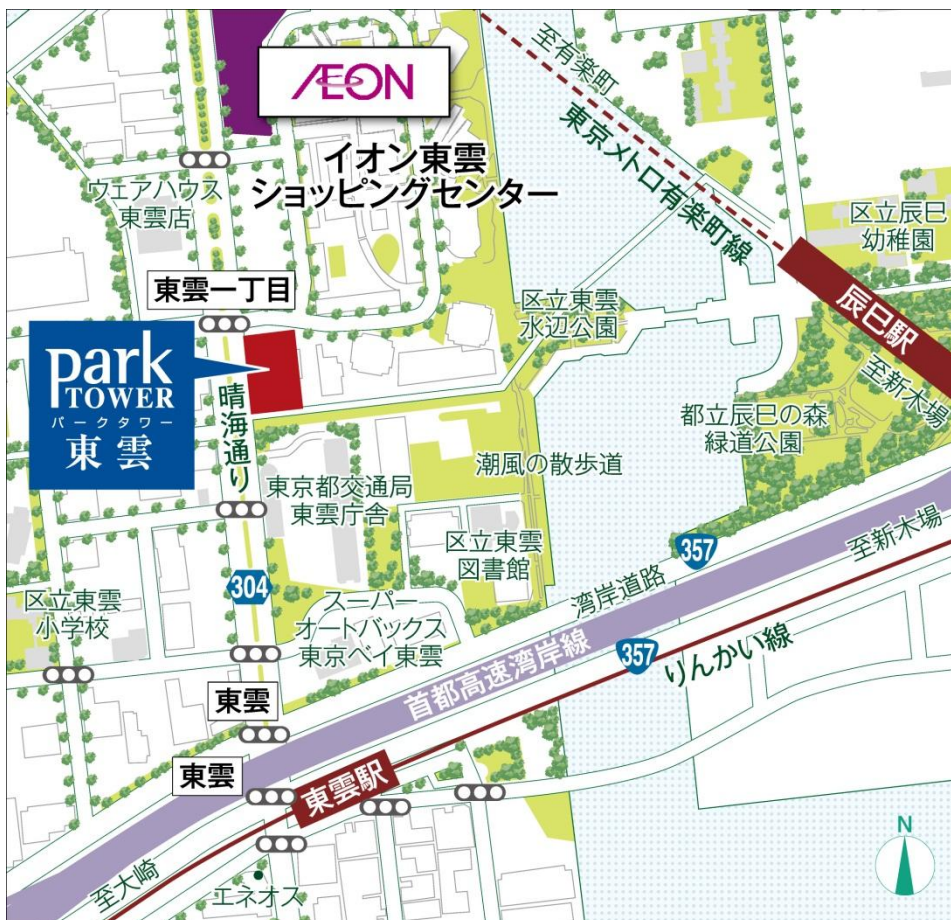 ÆON
イオン東雲
ショッピングセンター
至有楽町
東京メトロ有楽町線
ウェアハウス
東雲店
区立辰巳
幼稚園
東雲一丁目
区立東雲
水辺公園
辰巳駅
至新木場
park
TOWER
パークタワー
東雲
晴海通り
都立辰巳の森
緑道公園
潮風の散歩道
東京都交通局
東雲庁舎
区立東雲
図書館
357
至新木場
湾岸道路
304
区立東雲
小学校
スーパー
オートバックス
東京ベイ東雲
首都高速湾岸線
357
りんかい線
東雲
東雲
東雲駅
至大崎
エネオス
N